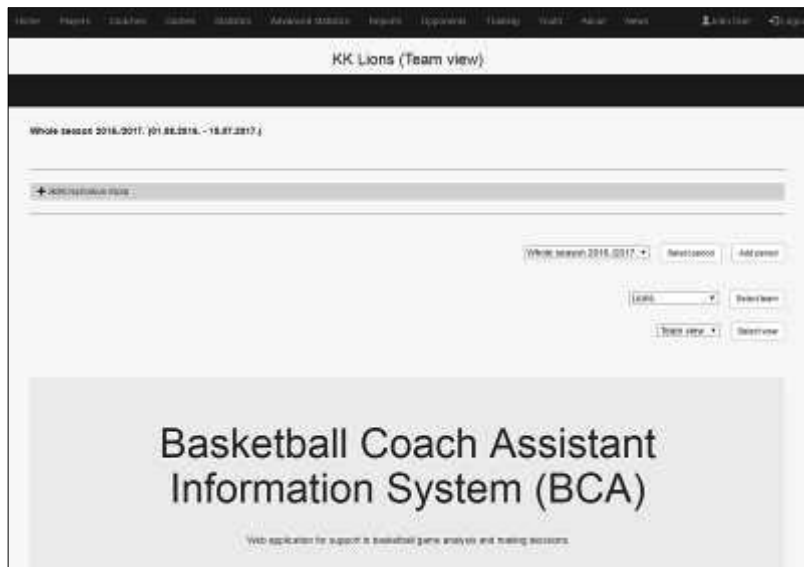 Home Players Coaches Games Statistics Advanced statistics Reports Opponents Training Tools About News
KK Lions (Team view)
Whole season 2016./2017. (01.08.2016. - 15.07.2017.)
Whole season 2016./2017. Select period Add period
Lions Select team
Team view Select view
Basketball Coach Assistant
Information System (BCA)
Web application for support in basketball game analysis and making decisions